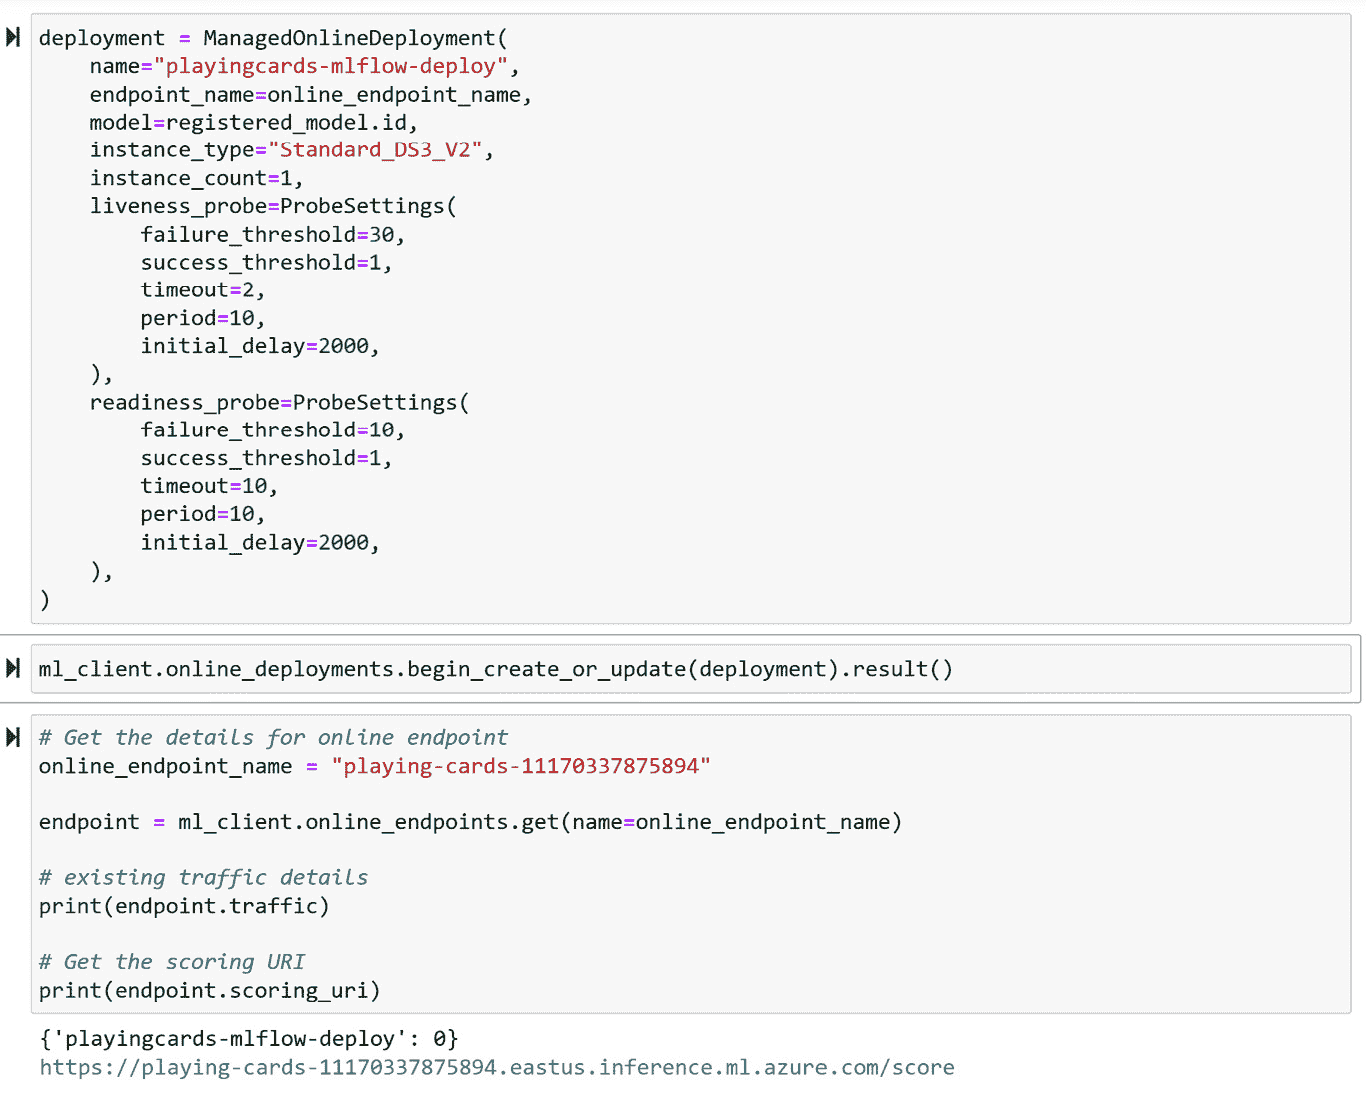 deployment = ManagedOnlineDeployment(
    name="playingcards-mlflow-deploy",
    endpoint_name=online_endpoint_name,
    model=registered_model.id,
    instance_type="Standard_DS3_V2",
    instance_count=1,
    liveness_probe=ProbeSettings(
        failure_threshold=30,
        success_threshold=1,
        timeout=2,
        period=10,
        initial_delay=2000,
    ),
    readiness_probe=ProbeSettings(
        failure_threshold=10,
        success_threshold=1,
        timeout=10,
        period=10,
        initial_delay=2000,
    ),
)
ml_client.online_deployments.begin_create_or_update(deployment).result()
# Get the details for online endpoint
online_endpoint_name = "playing-cards-11170337875894"
endpoint = ml_client.online_endpoints.get(name=online_endpoint_name)
# existing traffic details
print(endpoint.traffic)
# Get the scoring URI
print(endpoint.scoring_uri)
{'playingcards-mlflow-deploy': 0}
https://playing-cards-11170337875894.eastus.inference.ml.azure.com/score